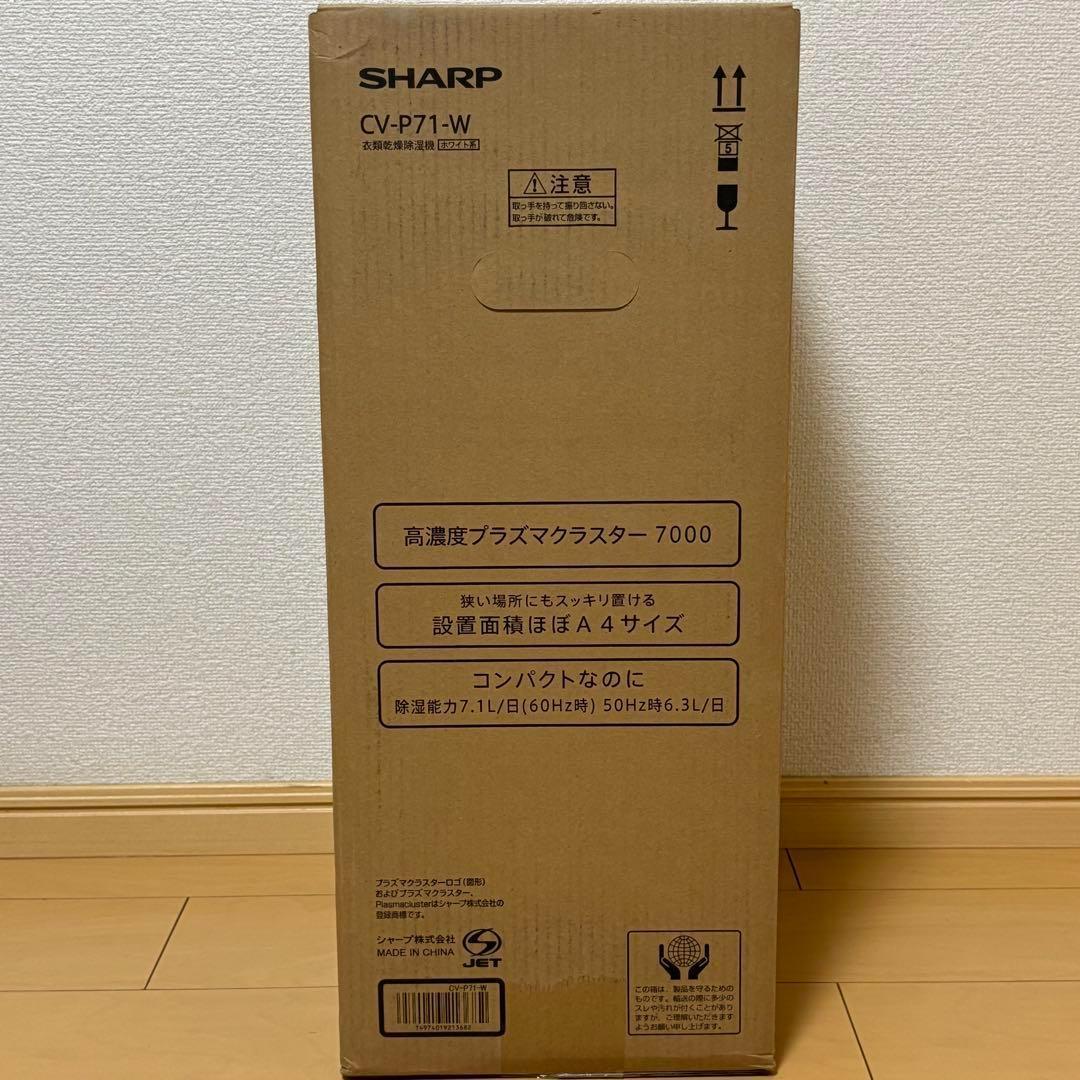 SHARP
CV-P71-W
衣類乾燥除湿機 ホワイト系
5
注意
取っ手を持って振り回さない。
取っ手が破れて危険です。
高濃度プラズマクラスター 7000
狭い場所にもスッキリ置ける
設置面積ほぼA4サイズ
コンパクトなのに
除湿能力7.1L/日(60Hz時) 50Hz時6.3L/日
プラズマクラスターロゴ(図形)
およびプラズマクラスター、
Plasmaclusterはシャープ株式会社の
登録商標です。
シャープ株式会社
MADE IN CHINA
JET
CV-P71-W
T4974019213682
この箱は、製品を守るための
ものです。輸送の際に多少の
スレや汚れが付くことがあり
ますが、ご理解いただきます
ようお願い申し上げます。